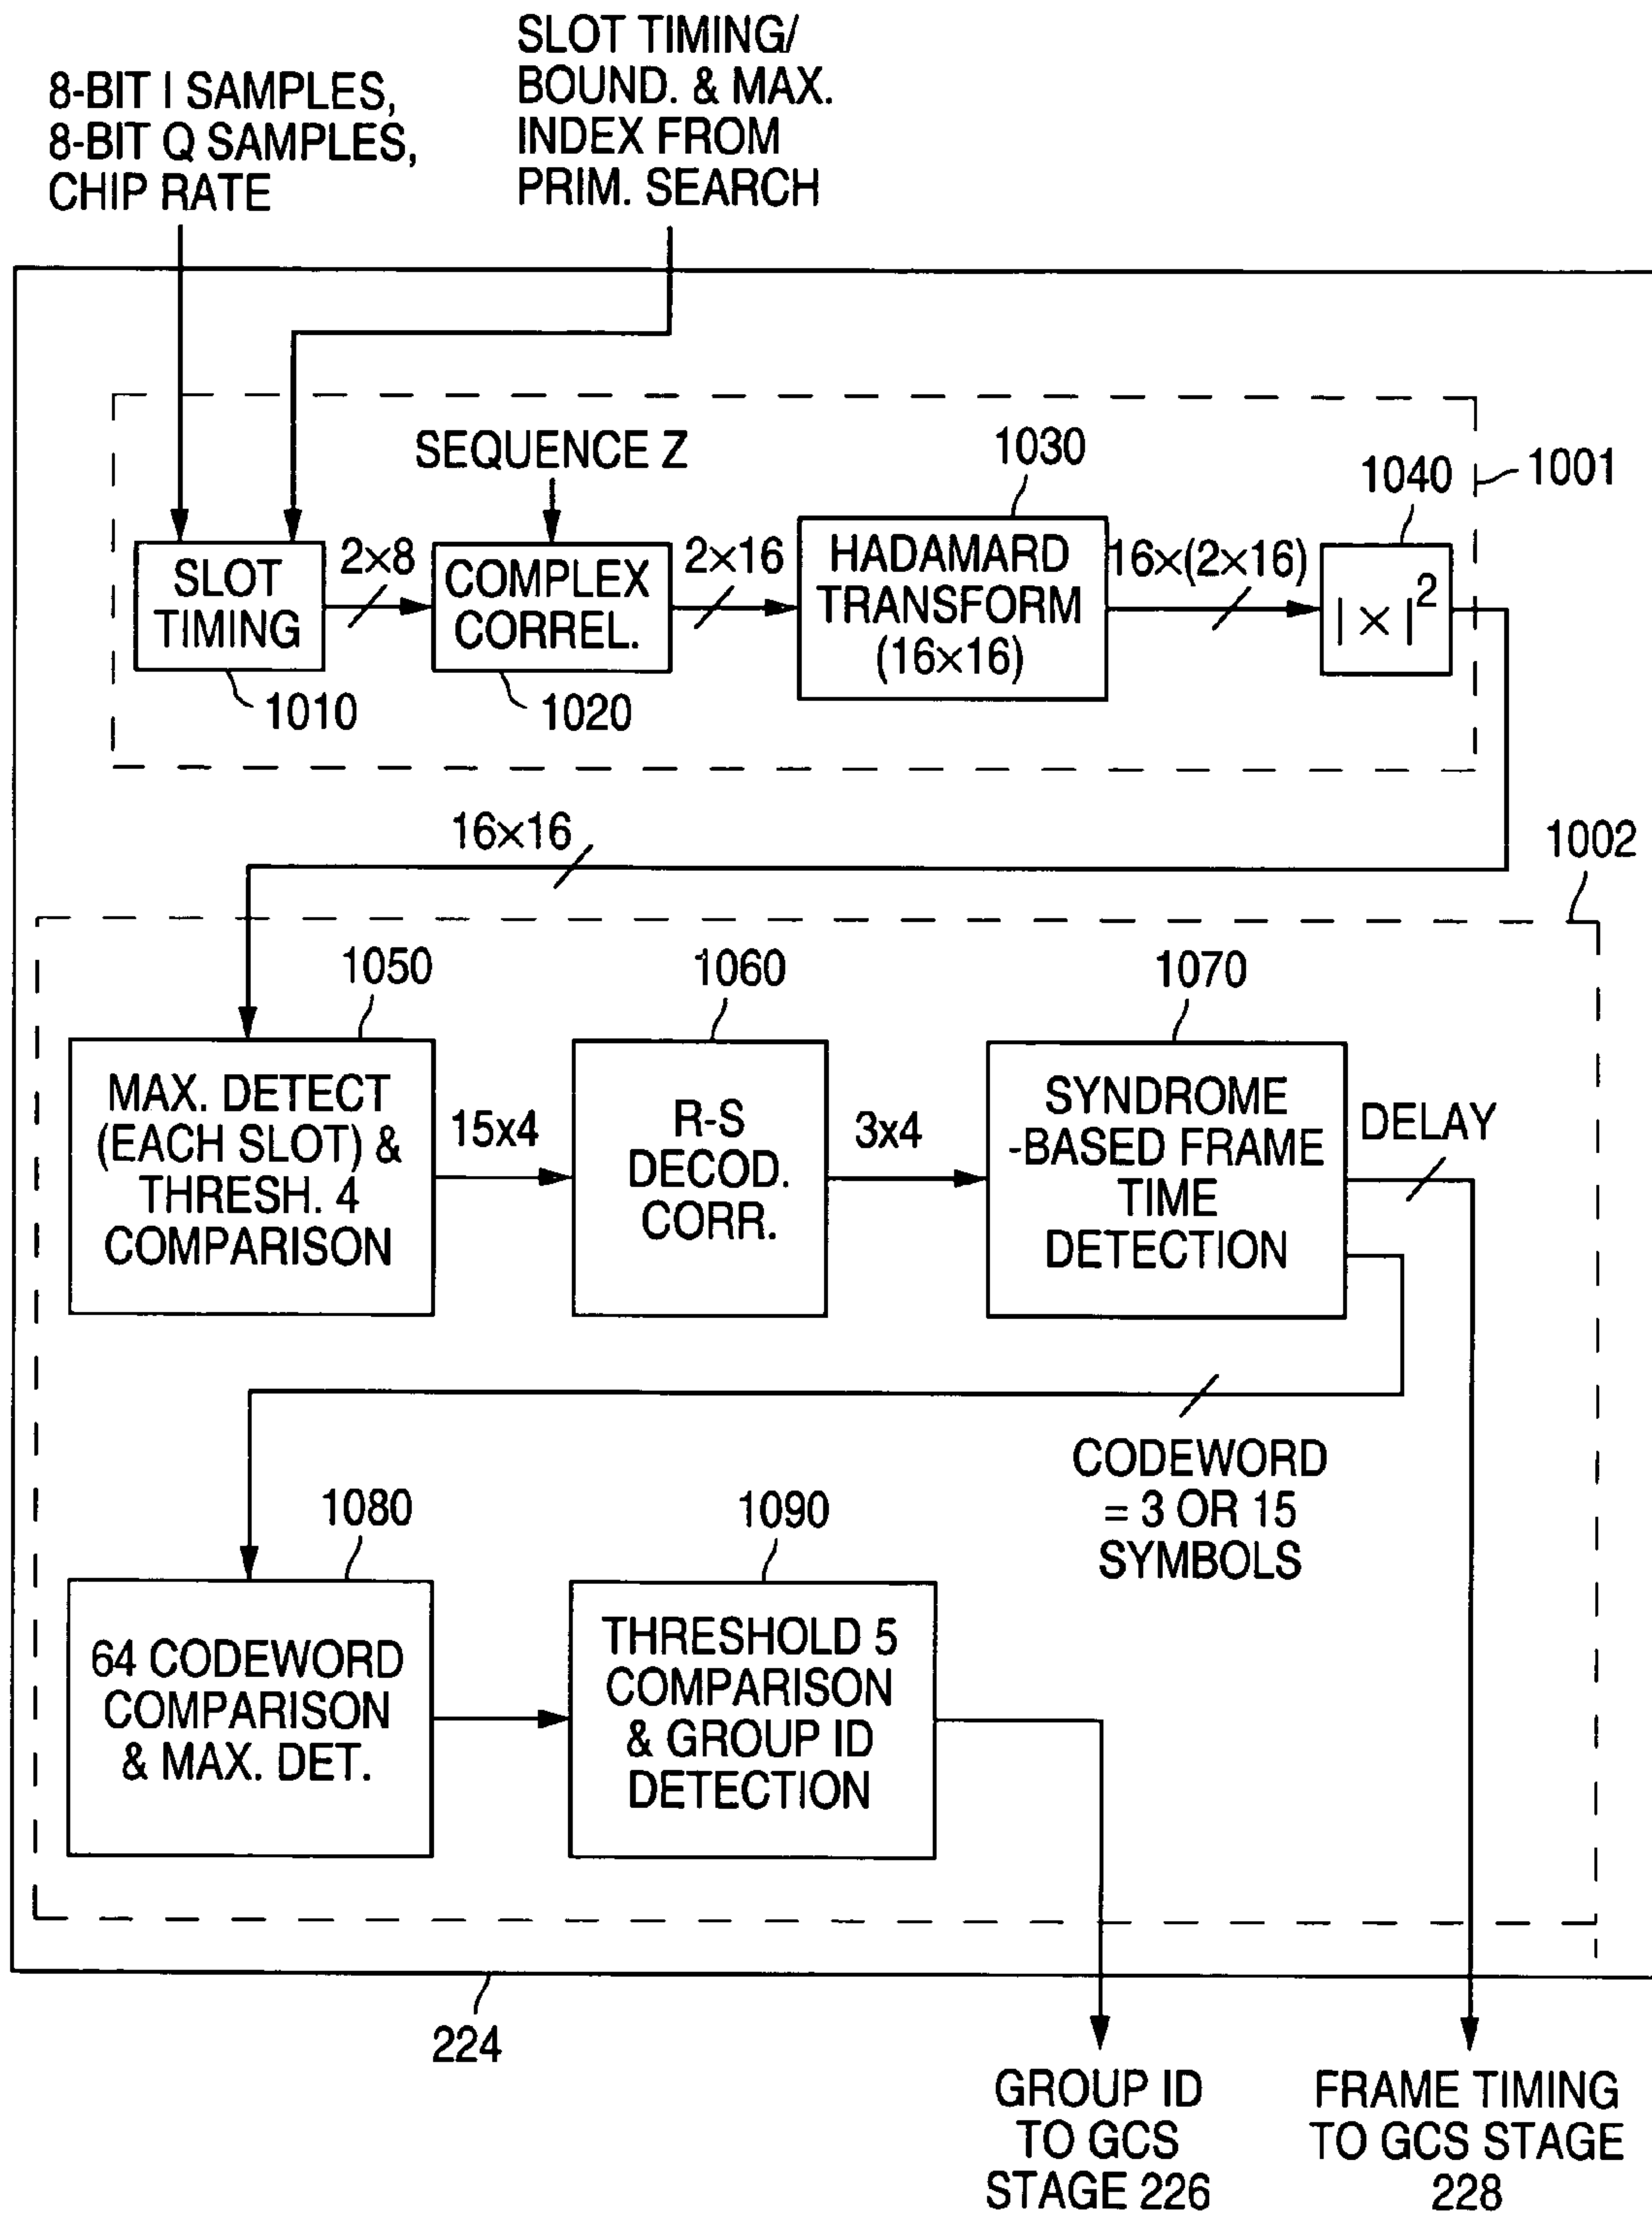 8-BIT I SAMPLES,
8-BIT Q SAMPLES,
CHIP RATE
SLOT TIMING/
BOUND. & MAX.
INDEX FROM
PRIM. SEARCH
SEQUENCE Z
1030
1040
1001
SLOT
TIMING
2×8
COMPLEX
CORREL.
2×16
HADAMARD
TRANSFORM
(16×16)
16×(2×16)
|×|²
1010
1020
16×16
1002
1050
1060
1070
MAX. DETECT
(EACH SLOT) &
THRESH. 4
COMPARISON
15x4
R-S
DECOD.
CORR.
3x4
SYNDROME
-BASED FRAME
TIME
DETECTION
DELAY
CODEWORD
= 3 OR 15
SYMBOLS
1080
1090
64 CODEWORD
COMPARISON
& MAX. DET.
THRESHOLD 5
COMPARISON
& GROUP ID
DETECTION
224
GROUP ID
TO GCS
STAGE 226
FRAME TIMING
TO GCS STAGE
228